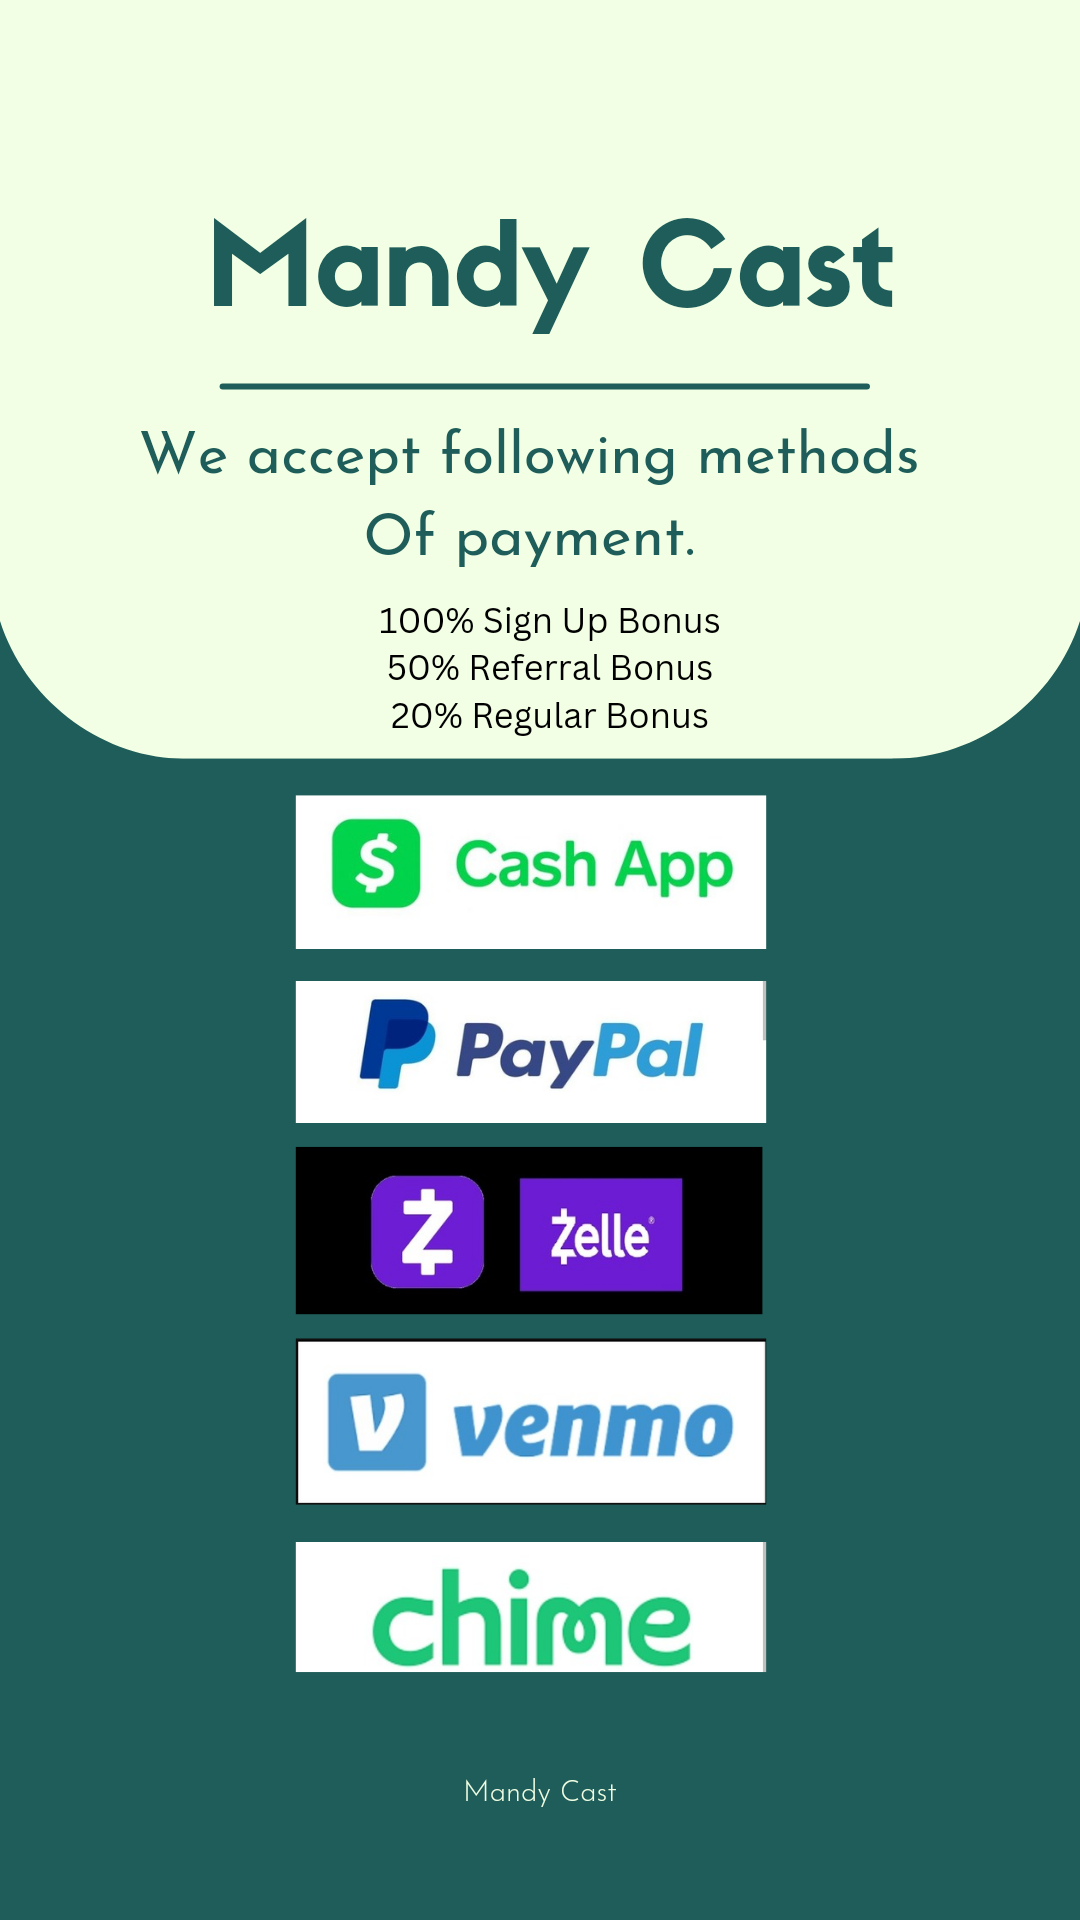 Mandy Cast
We accept following methods
Of payment.
100% Sign Up Bonus
50% Referral Bonus
20% Regular Bonus
$ Cash App
PayPal
Z Zelle®
V venmo
chime
Mandy Cast